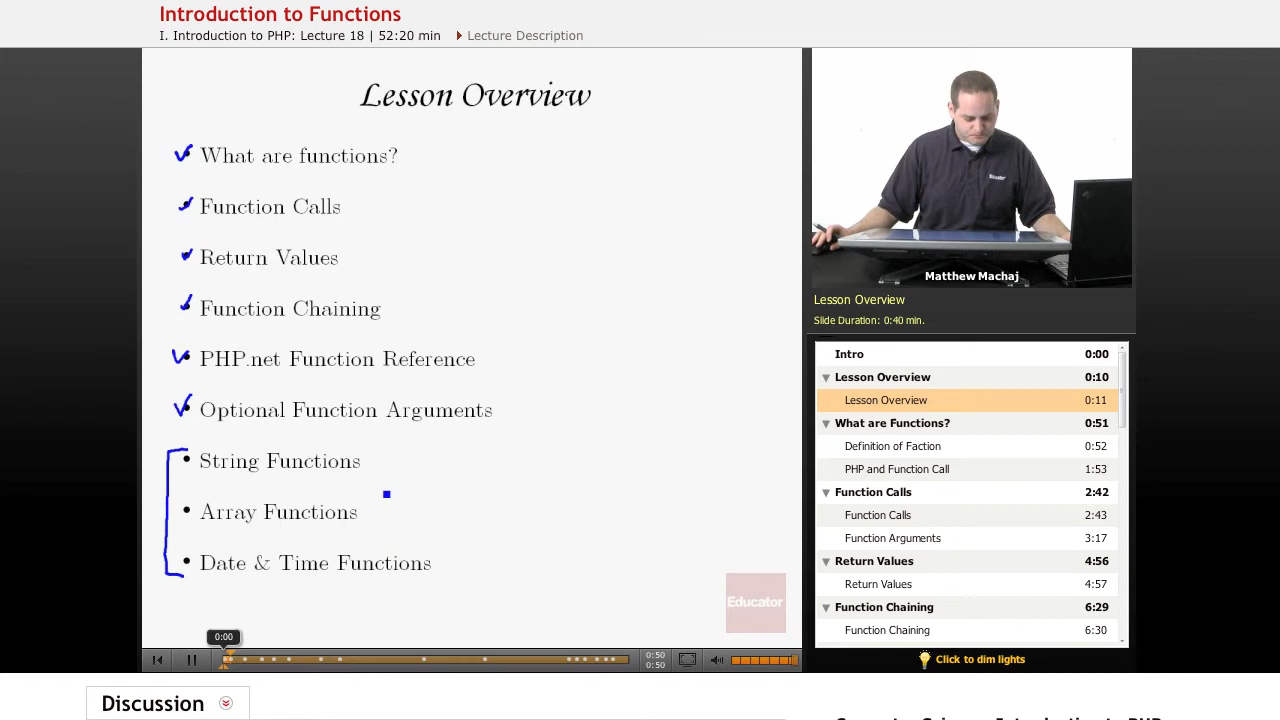 Introduction to Functions
I. Introduction to PHP: Lecture 18 | 52:20 min
Lecture Description
Lesson Overview
What are functions?
Function Calls
Return Values
Function Chaining
PHP.net Function Reference
Optional Function Arguments
String Functions
Array Functions
Date & Time Functions
Educator
Educator
Matthew Machaj
Lesson Overview
Slide Duration: 0:40 min.
Intro 0:00
Lesson Overview 0:10
Lesson Overview 0:11
What are Functions? 0:51
Definition of Faction 0:52
PHP and Function Call 1:53
Function Calls 2:42
Function Calls 2:43
Function Arguments 3:17
Return Values 4:56
Return Values 4:57
Function Chaining 6:29
Function Chaining 6:30
0:00
0:50
0:50
Click to dim lights
Discussion
Computer Science: Introduction to PHP